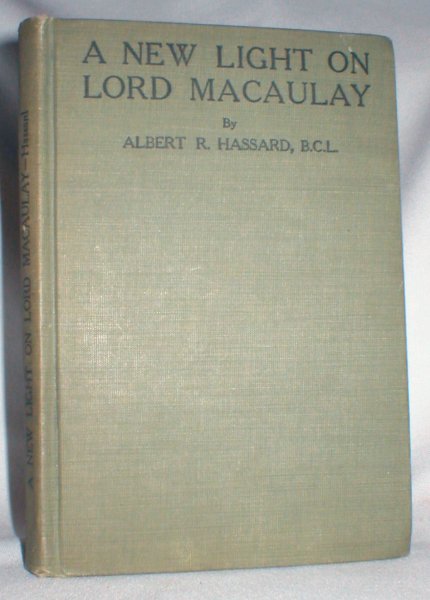 A NEW LIGHT ON
LORD MACAULAY
By
ALBERT R. HASSARD, B.C.L.
A NEW LIGHT ON LORD MACAULAY—Hassard